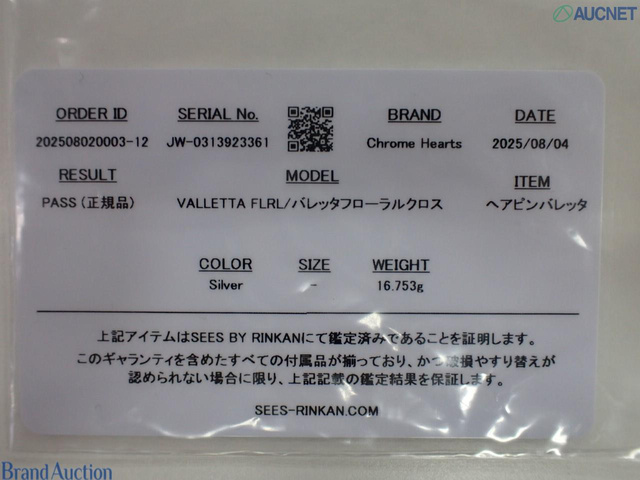 AUCNET
ORDER ID SERIAL No. BRAND DATE
202508020003-12 JW-0313923361 Chrome Hearts 2025/08/04
RESULT MODEL ITEM
PASS (正規品) VALLETTA FLRL/バレッタフローラルクロス ヘアピンバレッタ
COLOR SIZE WEIGHT
Silver - 16.753g
上記アイテムはSEES BY RINKANにて鑑定済みであることを証明します。
このギャランティを含めたすべての付属品が揃っており、かつ破損やすり替えが
認められない場合に限り、上記記載の鑑定結果を保証します。
SEES-RINKAN.COM
Brand Auction